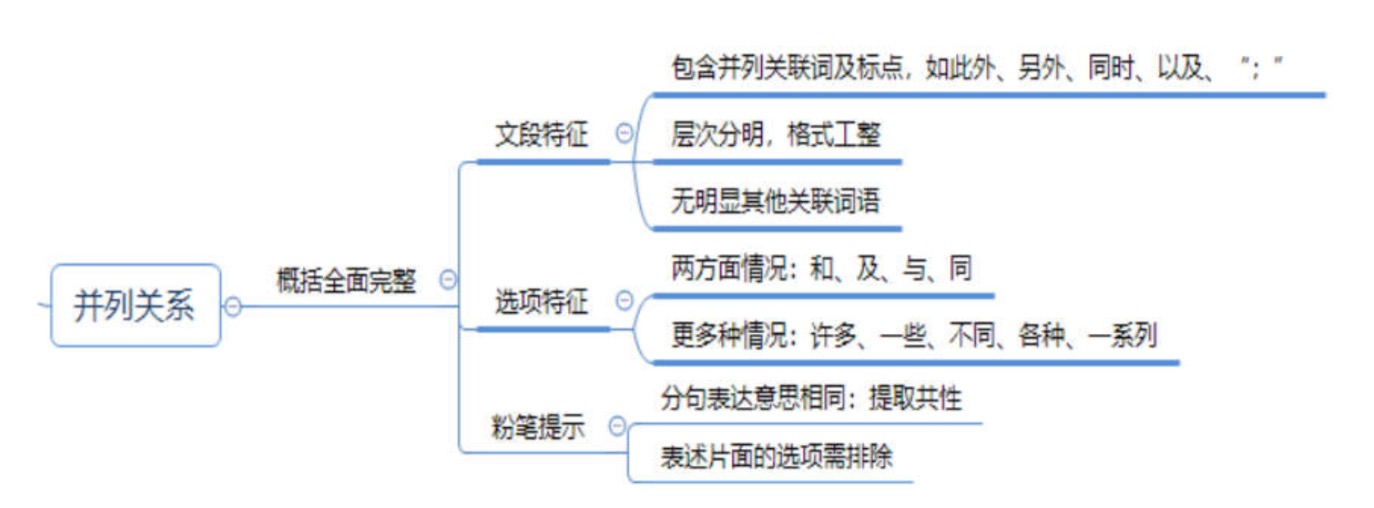 包含并列关联词及标点，如此外、另外、同时、以及、“；”
文段特征
层次分明，格式工整
无明显其他关联词语
并列关系
概括全面完整
选项特征
两方面情况：和、及、与、同
更多种情况：许多、一些、不同、各种、一系列
粉笔提示
分句表达意思相同：提取共性
表述片面的选项需排除